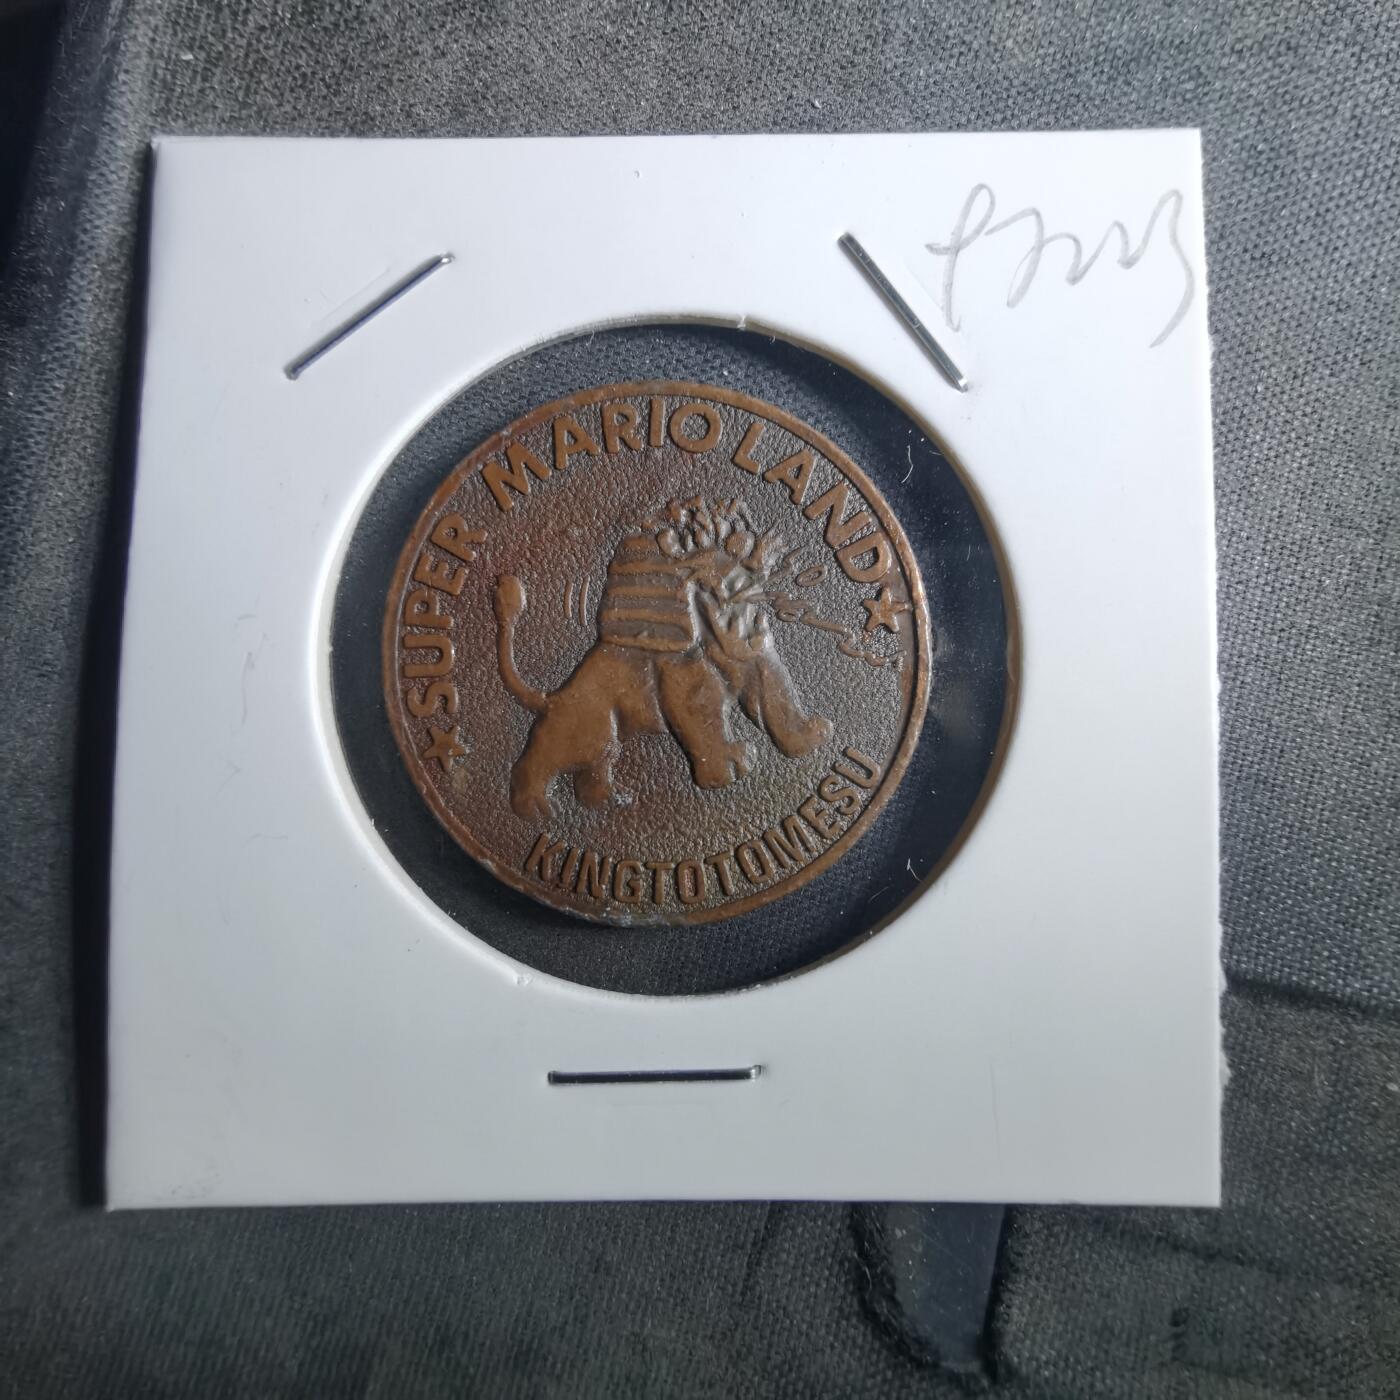 ★SUPER MARIO LAND★
KINGTOTOMESU